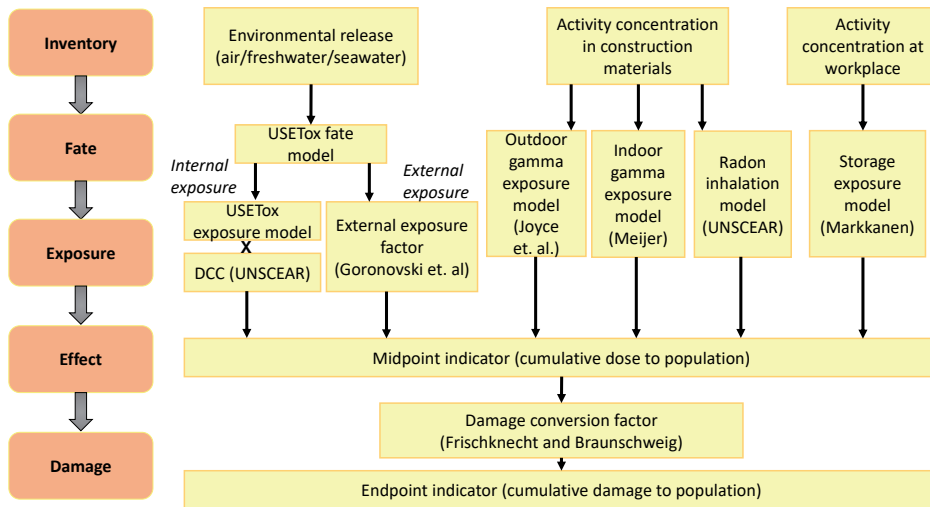 Inventory
Fate
Exposure
Effect
Damage
Environmental release
(air/freshwater/seawater)
Activity concentration
in construction
materials
Activity
concentration at
workplace
USETox fate
model
Internal
exposure
External
exposure
USETox
exposure model
X
DCC (UNSCEAR)
External exposure
factor
(Goronovski et. al)
Outdoor
gamma
exposure
model
(Joyce
et. al.)
Indoor
gamma
exposure
model
(Meijer)
Radon
inhalation
model
(UNSCEAR)
Storage
exposure
model
(Markkanen)
Midpoint indicator (cumulative dose to population)
Damage conversion factor
(Frischknecht and Braunschweig)
Endpoint indicator (cumulative damage to population)